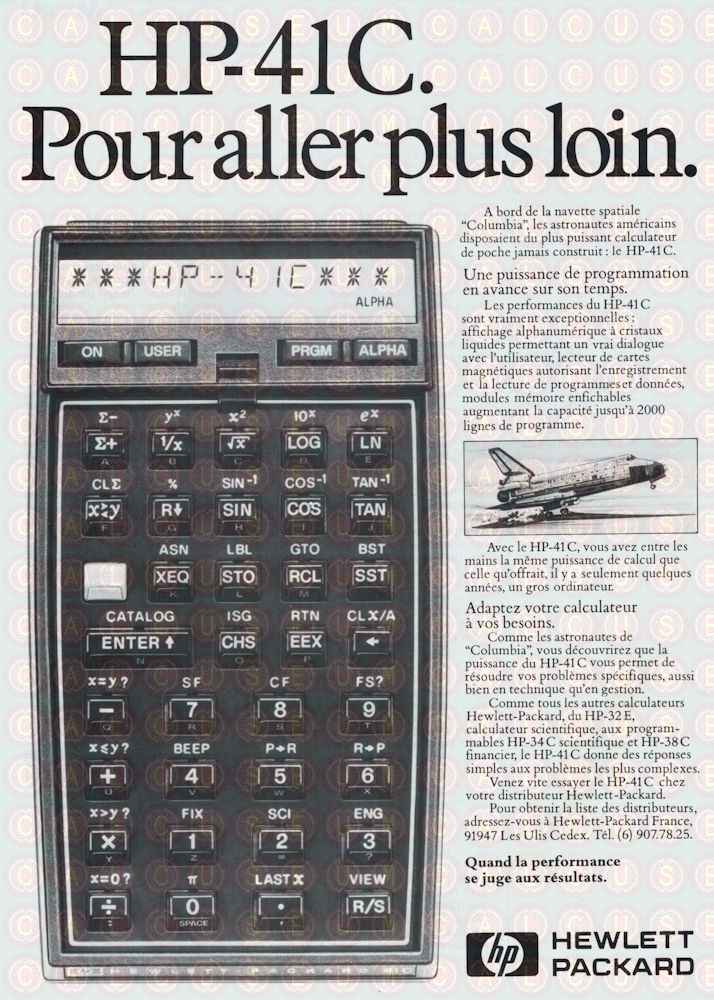 HP-41C.
Pour aller plus loin.
A bord de la navette spatiale
“Columbia”, les astronautes américains
disposaient du plus puissant calculateur
de poche jamais construit : le HP-41C.
Une puissance de programmation
en avance sur son temps.
Les performances du HP-41C
sont vraiment exceptionnelles :
affichage alphanumérique à cristaux
liquides permettant un vrai dialogue
avec l'utilisateur, lecteur de cartes
magnétiques autorisant l'enregistrement
et la lecture de programmes et données,
modules mémoire enfichables
augmentant la capacité jusqu'à 2000
lignes de programme.
Avec le HP-41C, vous avez entre les
mains la même puissance de calcul que
celle qu'offrait, il y a seulement quelques
années, un gros ordinateur.
Adaptez votre calculateur
à vos besoins.
Comme les astronautes de
“Columbia”, vous découvrirez que la
puissance du HP-41C vous permet de
résoudre vos problèmes spécifiques, aussi
bien en technique qu'en gestion.
Comme tous les autres calculateurs
Hewlett-Packard, du HP-32E,
calculateur scientifique, aux program-
mables HP-34C scientifique et HP-38C
financier, le HP-41C donne des réponses
simples aux problèmes les plus complexes.
Venez vite essayer le HP-41C chez
votre distributeur Hewlett-Packard.
Pour obtenir la liste des distributeurs,
adressez-vous à Hewlett-Packard France,
91947 Les Ulis Cedex. Tél. (6) 907.78.25.
Quand la performance
se juge aux résultats.
hp HEWLETT
PACKARD
***HP-41C***
ALPHA
ON USER PRGM ALPHA
Σ− yˣ x² 10ˣ eˣ
Σ+ 1/x √x LOG LN
A B C D E
CLΣ % SIN⁻¹ COS⁻¹ TAN⁻¹
x≷y R↓ SIN COS TAN
F G H I J
ASN LBL GTO BST
XEQ STO RCL SST
K L M
CATALOG ISG RTN CLX/A
ENTER↑ CHS EEX ←
N O P
x=y? SF CF FS?
− 7 8 9
Q R S T
x≤y? BEEP P→R R→P
+ 4 5 6
U V W X
x>y? FIX SCI ENG
× 1 2 3
Y Z = ?
x=0? π LAST X VIEW
÷ 0 · R/S
: SPACE ,
HEWLETT-PACKARD 41C